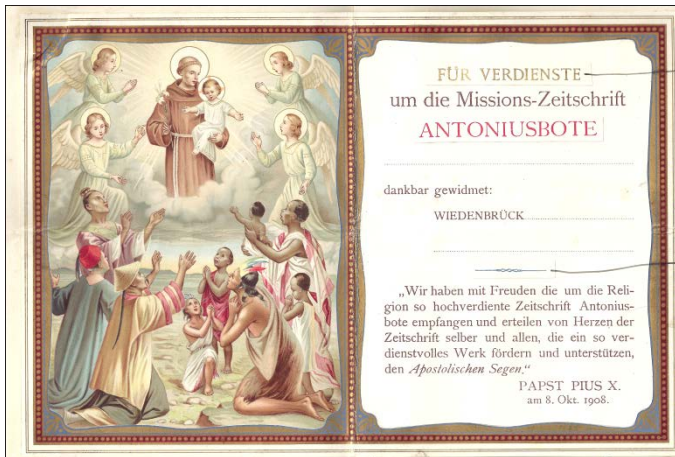 FÜR VERDIENSTE
um die Missions-Zeitschrift
ANTONIUSBOTE
dankbar gewidmet:
WIEDENBRÜCK
„Wir haben mit Freuden die um die Reli-
gion so hochverdiente Zeitschrift Antonius-
bote empfangen und erteilen von Herzen der
Zeitschrift selber und allen, die ein so ver-
dienstvolles Werk fördern und unterstützen,
den Apostolischen Segen.“
PAPST PIUS X.
am 8. Okt. 1908.